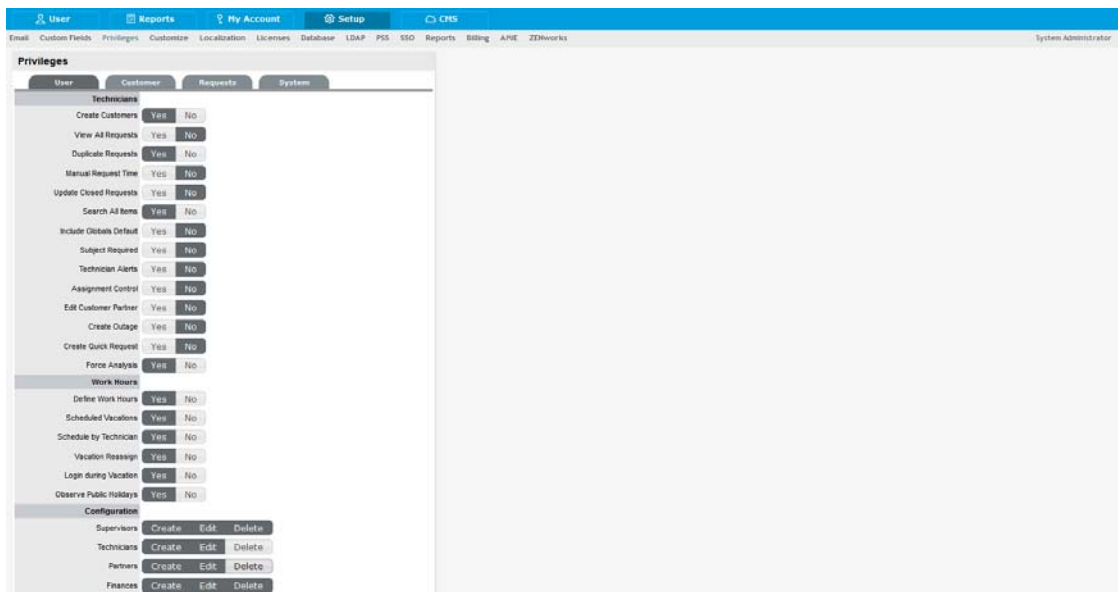 User Reports My Account Setup CMS
Email Custom Fields Privileges Customize Localization Licenses Database LDAP PSS SSO Reports Billing AMIE ZENworks System Administrator
Privileges
User Customer Requests System
Technicians
Create Customers Yes No
View All Requests Yes No
Duplicate Requests Yes No
Manual Request Time Yes No
Update Closed Requests Yes No
Search All Items Yes No
Include Globals Default Yes No
Subject Required Yes No
Technician Alerts Yes No
Assignment Control Yes No
Edit Customer Partner Yes No
Create Outage Yes No
Create Quick Request Yes No
Force Analysis Yes No
Work Hours
Define Work Hours Yes No
Scheduled Vacations Yes No
Schedule by Technician Yes No
Vacation Reassign Yes No
Login during Vacation Yes No
Observe Public Holidays Yes No
Configuration
Supervisors Create Edit Delete
Technicians Create Edit Delete
Partners Create Edit Delete
Finances Create Edit Delete